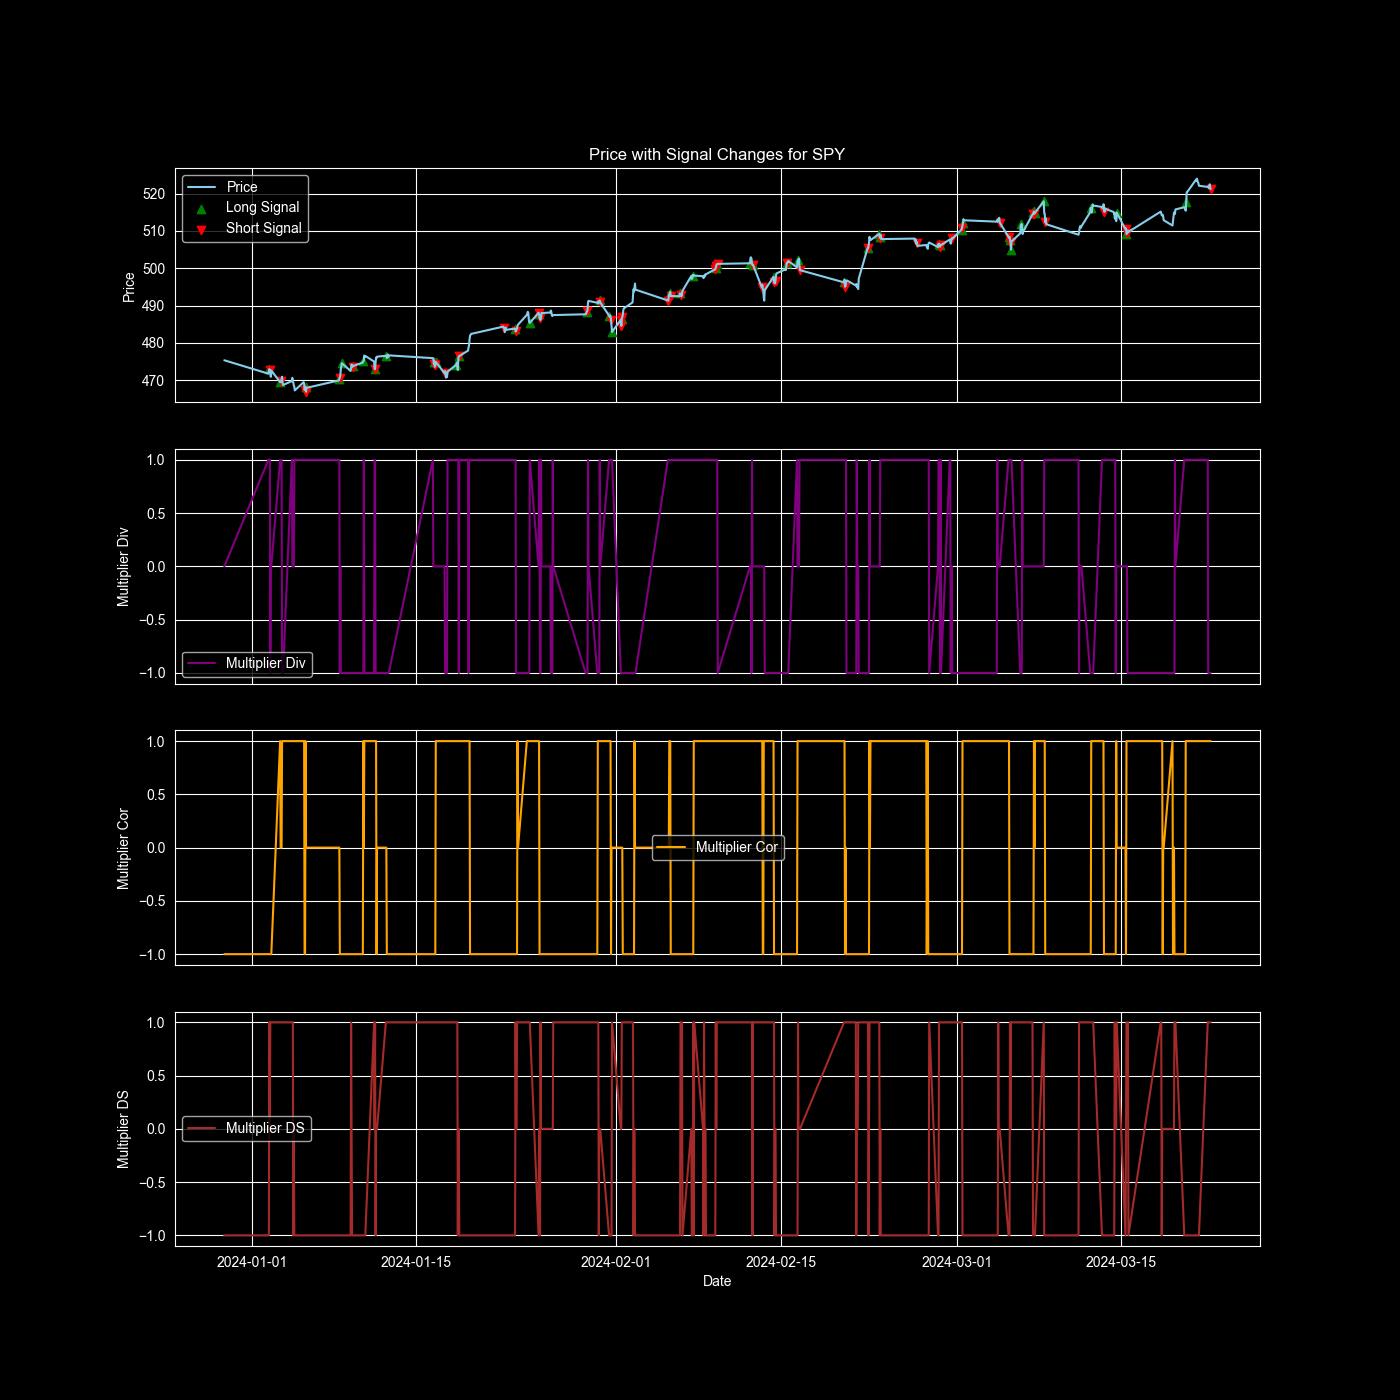 Price with Signal Changes for SPY
Price
Long Signal
Short Signal
520
510
500
490
480
470
Price
1.0
0.5
0.0
−0.5
−1.0
Multiplier Div
Multiplier Div
1.0
0.5
0.0
−0.5
−1.0
Multiplier Cor
Multiplier Cor
1.0
0.5
0.0
−0.5
−1.0
Multiplier DS
Multiplier DS
2024-01-01 2024-01-15 2024-02-01 2024-02-15 2024-03-01 2024-03-15
Date